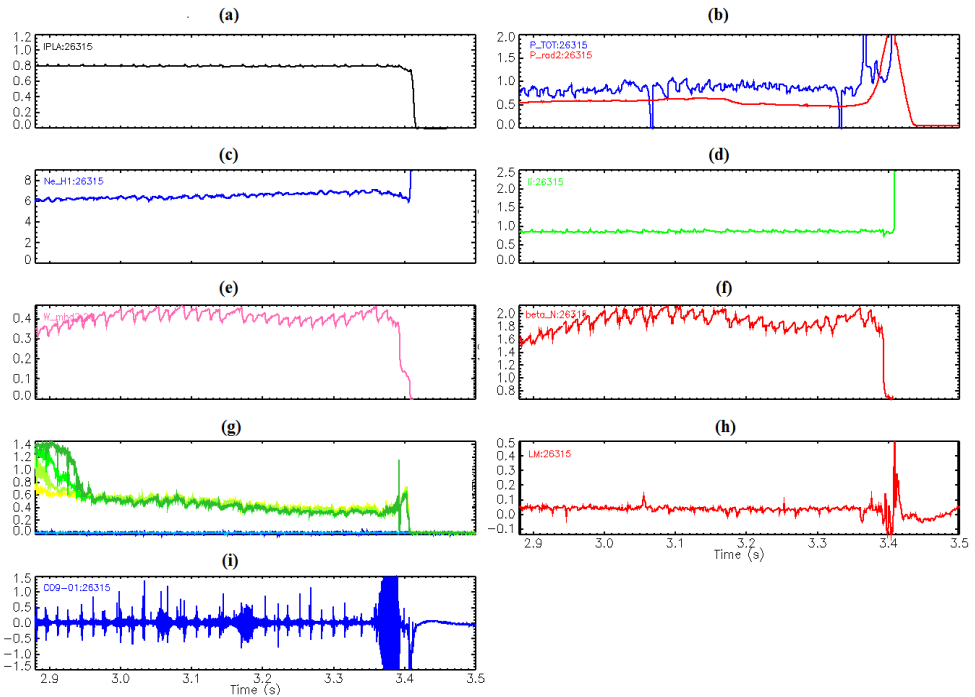 (a)
(b)
IPLA:26315
P_TOT:26315
P_rad2:26315
1.2
1.0
0.8
0.6
0.4
0.2
0.0
2.0
1.5
1.0
0.5
0.0
(c)
(d)
Ne_H1:26315
8
6
4
2
0
li:26315
2.5
2.0
1.5
1.0
0.5
0.0
(e)
(f)
0.4
0.3
0.2
0.1
0.0
beta_N:26315
2.0
1.8
1.6
1.4
1.2
1.0
0.8
(g)
(h)
1.4
1.2
1.0
0.8
0.6
0.4
0.2
0.0
LM:26315
0.5
0.4
0.3
0.2
0.1
0.0
−0.1
2.9 3.0 3.1 3.2 3.3 3.4 3.5
Time (s)
(i)
C09−01:26315
1.5
1.0
0.5
0.0
−0.5
−1.0
−1.5
2.9 3.0 3.1 3.2 3.3 3.4 3.5
Time (s)